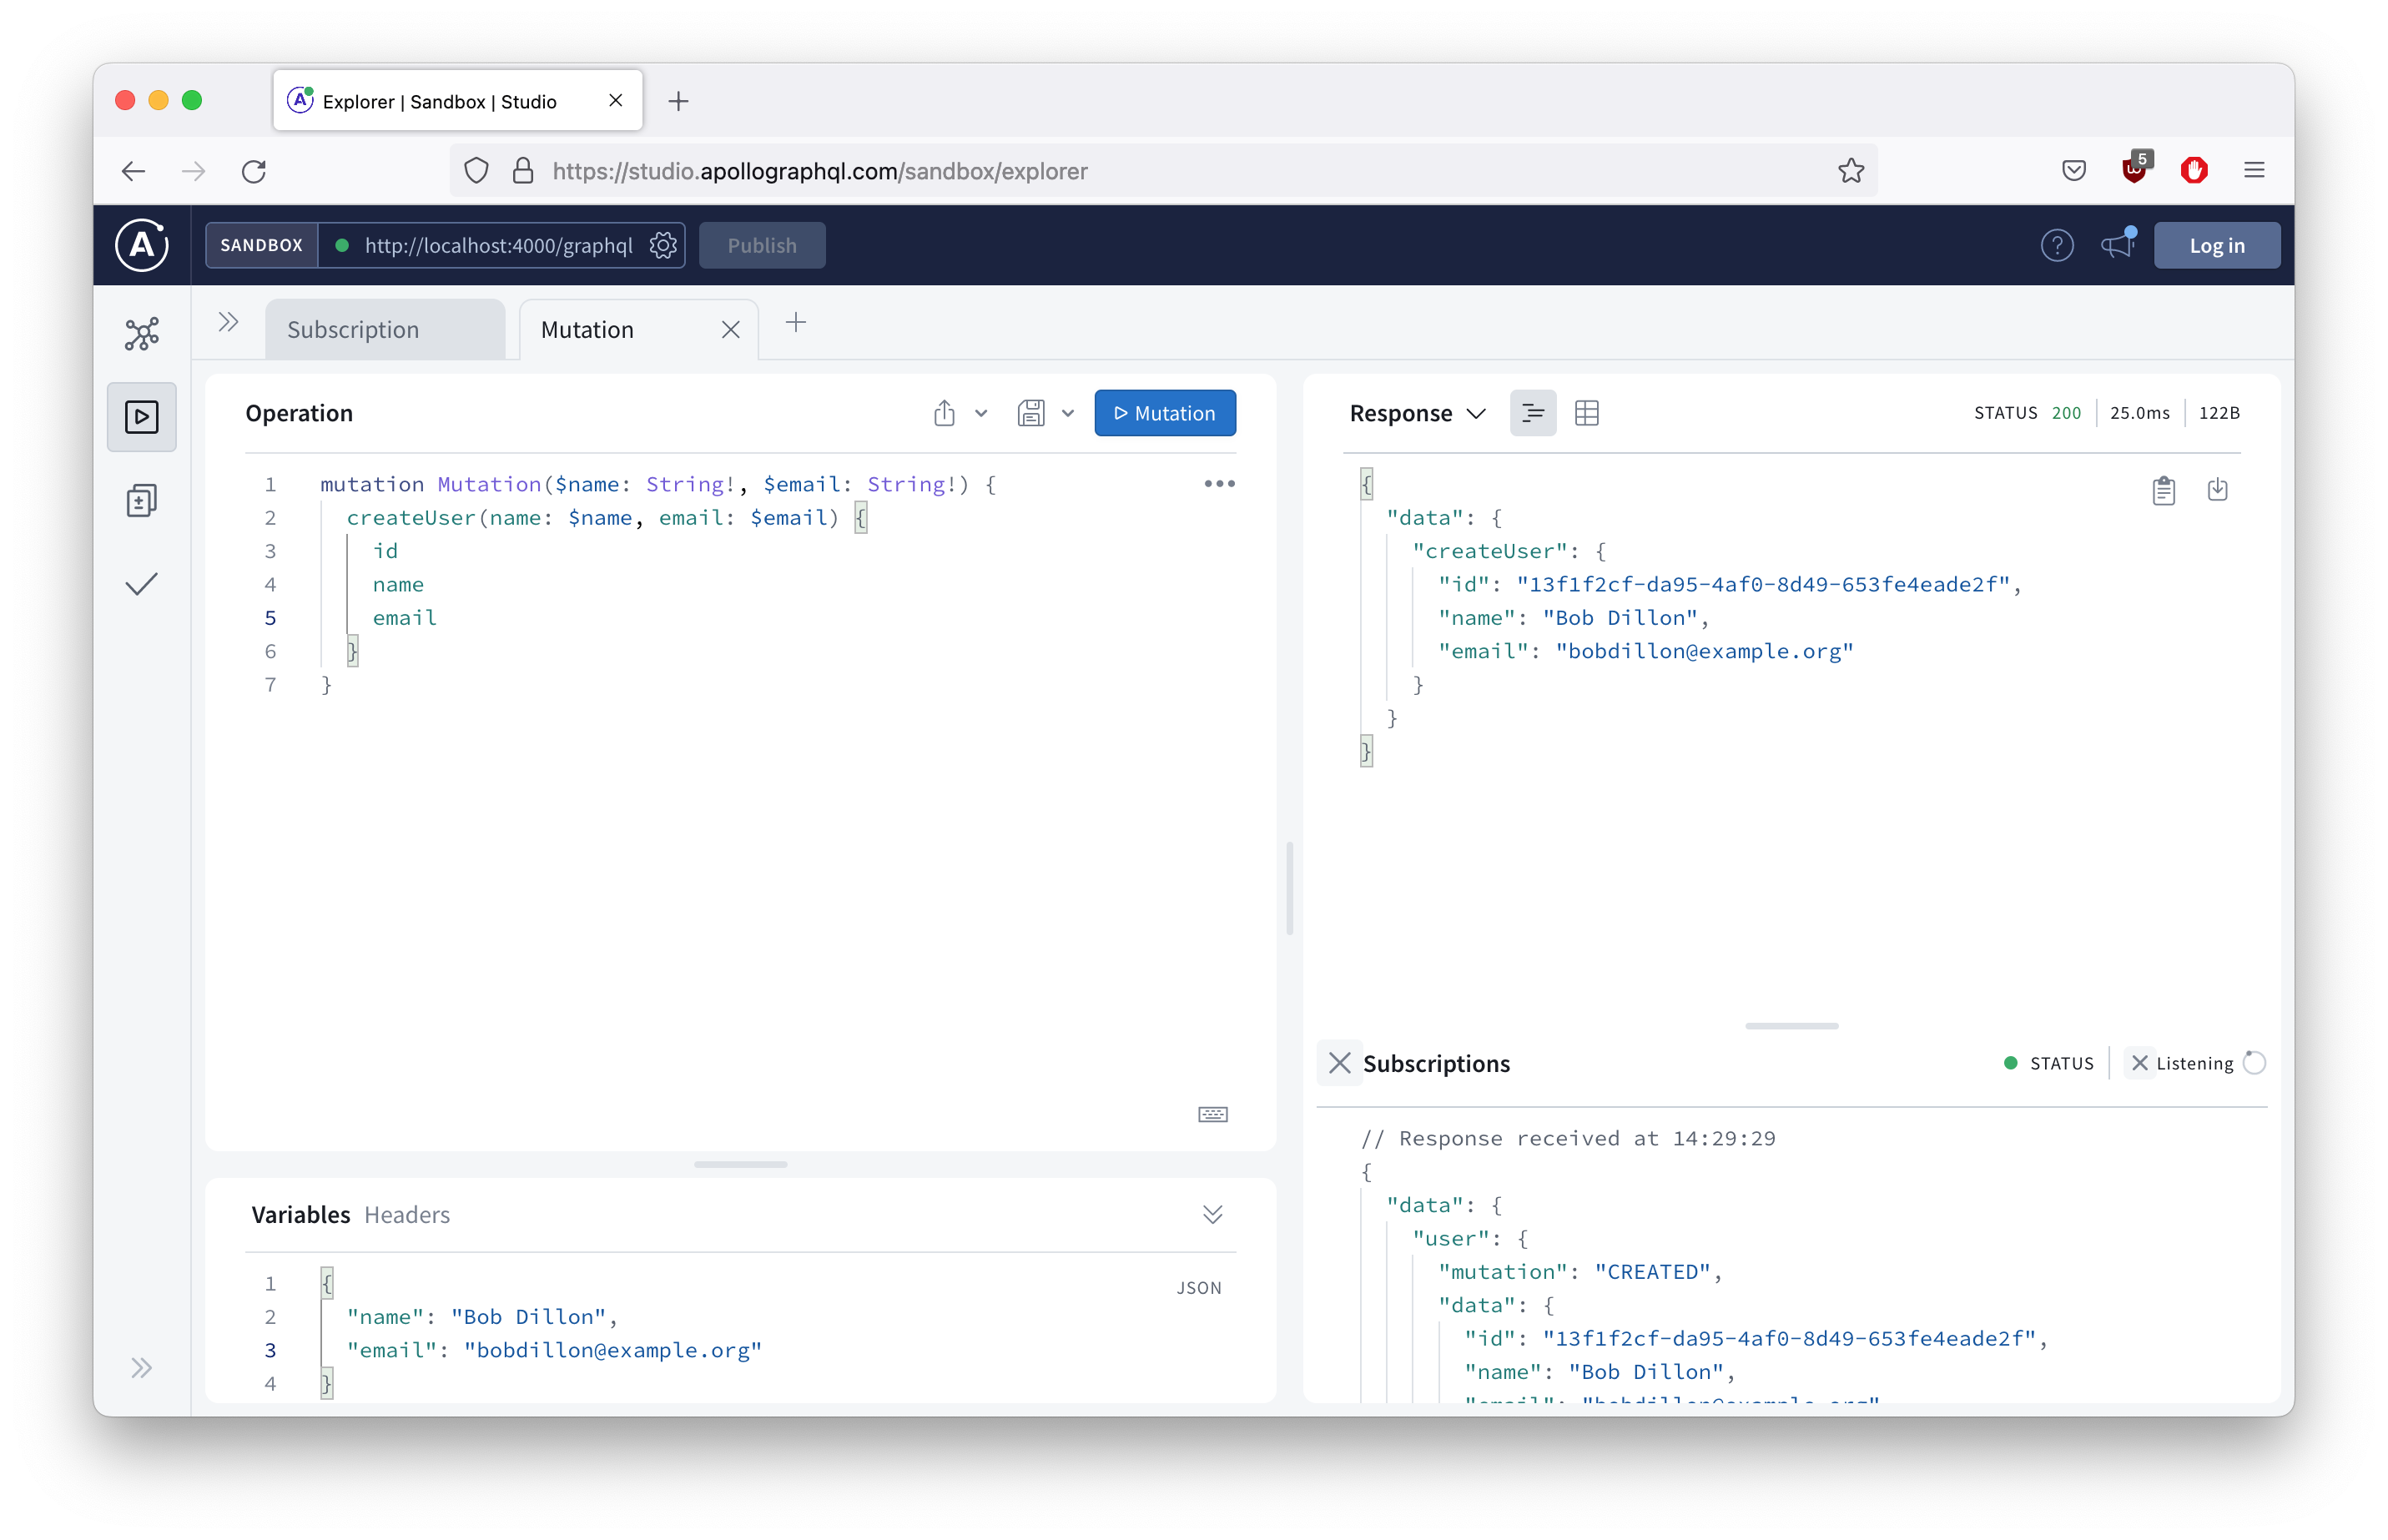 Explorer | Sandbox | Studio
https://studio.apollographql.com/sandbox/explorer
5
SANDBOX
http://localhost:4000/graphql
Publish
Log in
Subscription
Mutation
Operation
Mutation
1 mutation Mutation($name: String!, $email: String!) {
2 createUser(name: $name, email: $email) {
3 id
4 name
5 email
6 }
7 }
Variables Headers
JSON
1 {
2 "name": "Bob Dillon",
3 "email": "bobdillon@example.org"
4 }
Response
STATUS 200 25.0ms 122B
{
"data": {
"createUser": {
"id": "13f1f2cf-da95-4af0-8d49-653fe4eade2f",
"name": "Bob Dillon",
"email": "bobdillon@example.org"
}
}
}
Subscriptions
STATUS
Listening
// Response received at 14:29:29
{
"data": {
"user": {
"mutation": "CREATED",
"data": {
"id": "13f1f2cf-da95-4af0-8d49-653fe4eade2f",
"name": "Bob Dillon",
"email": "bobdillon@example.org"